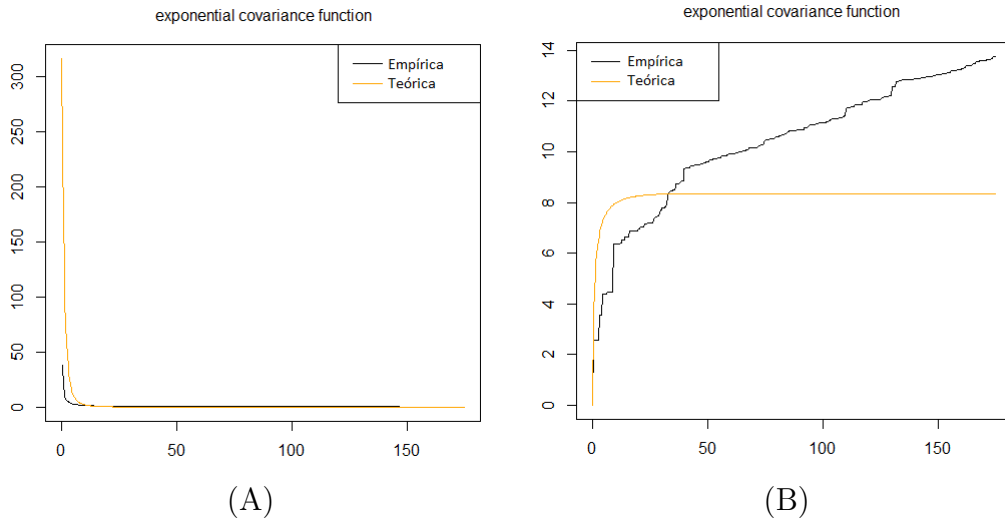 exponential covariance function
Empírica
Teórica
0 50 100 150 200 250 300
0 50 100 150
(A)
exponential covariance function
Empírica
Teórica
0 2 4 6 8 10 12 14
0 50 100 150
(B)